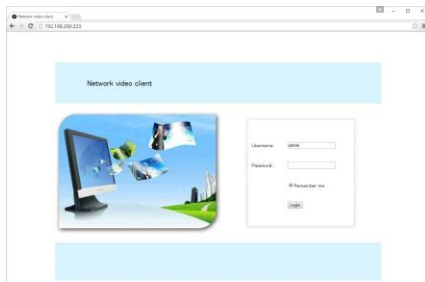 Network video client
192.168.200.223
Network video client
Username: admin
Password:
Remember me
Login